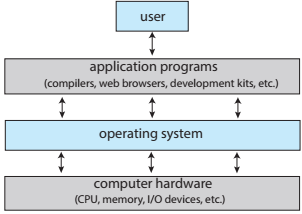 user
application programs
(compilers, web browsers, development kits, etc.)
operating system
computer hardware
(CPU, memory, I/O devices, etc.)